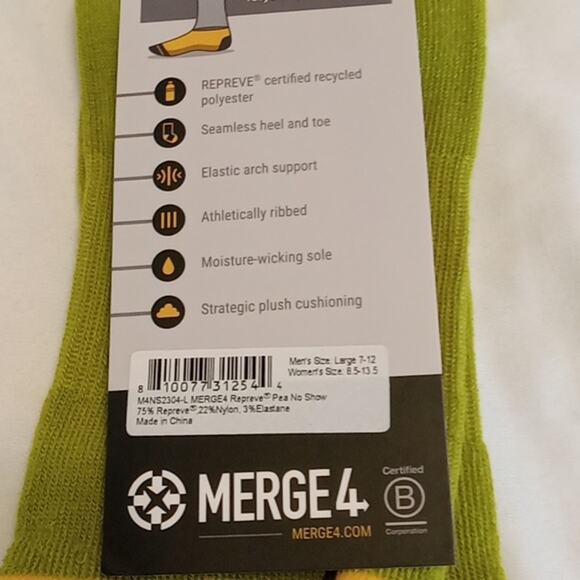 REPREVE® certified recycled
polyester
Seamless heel and toe
Elastic arch support
Athletically ribbed
Moisture-wicking sole
Strategic plush cushioning
Men's Size: Large 7-12
Women's Size: 8.5-13.5
8 10077 31254 4
M4NS2304-L MERGE4 Repreve® Pea No Show
75% Repreve®,22%Nylon, 3%Elastane
Made in China
MERGE4
MERGE4.COM
Certified
B
Corporation